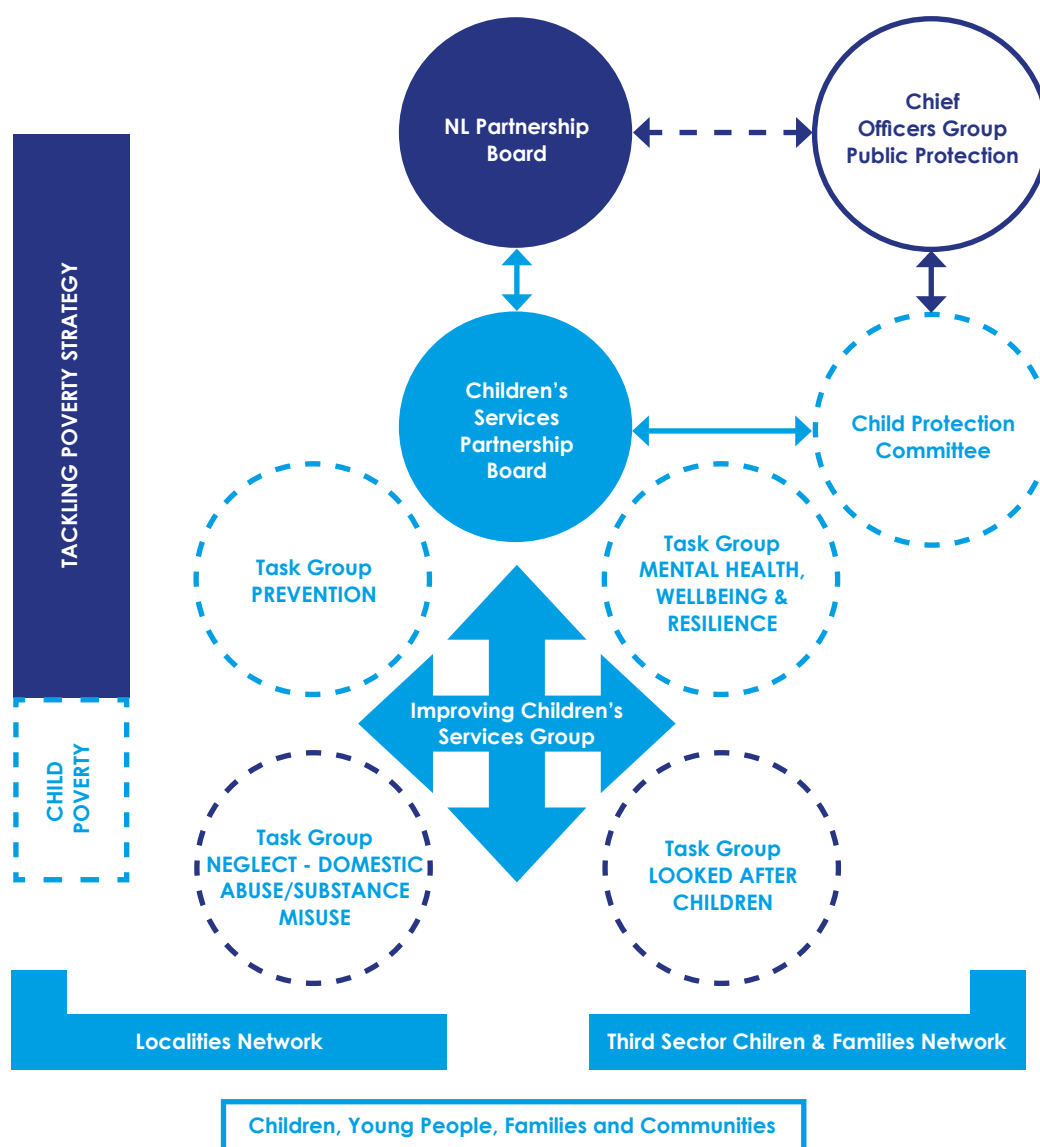 NL Partnership
Board
Chief
Officers Group
Public Protection
TACKLING POVERTY STRATEGY
Children’s
Services
Partnership
Board
Child Protection
Committee
Task Group
PREVENTION
Task Group
MENTAL HEALTH,
WELLBEING &
RESILIENCE
Improving Children’s
Services Group
CHILD
POVERTY
Task Group
NEGLECT - DOMESTIC
ABUSE/SUBSTANCE
MISUSE
Task Group
LOOKED AFTER
CHILDREN
Localities Network
Third Sector Chilren & Families Network
Children, Young People, Families and Communities